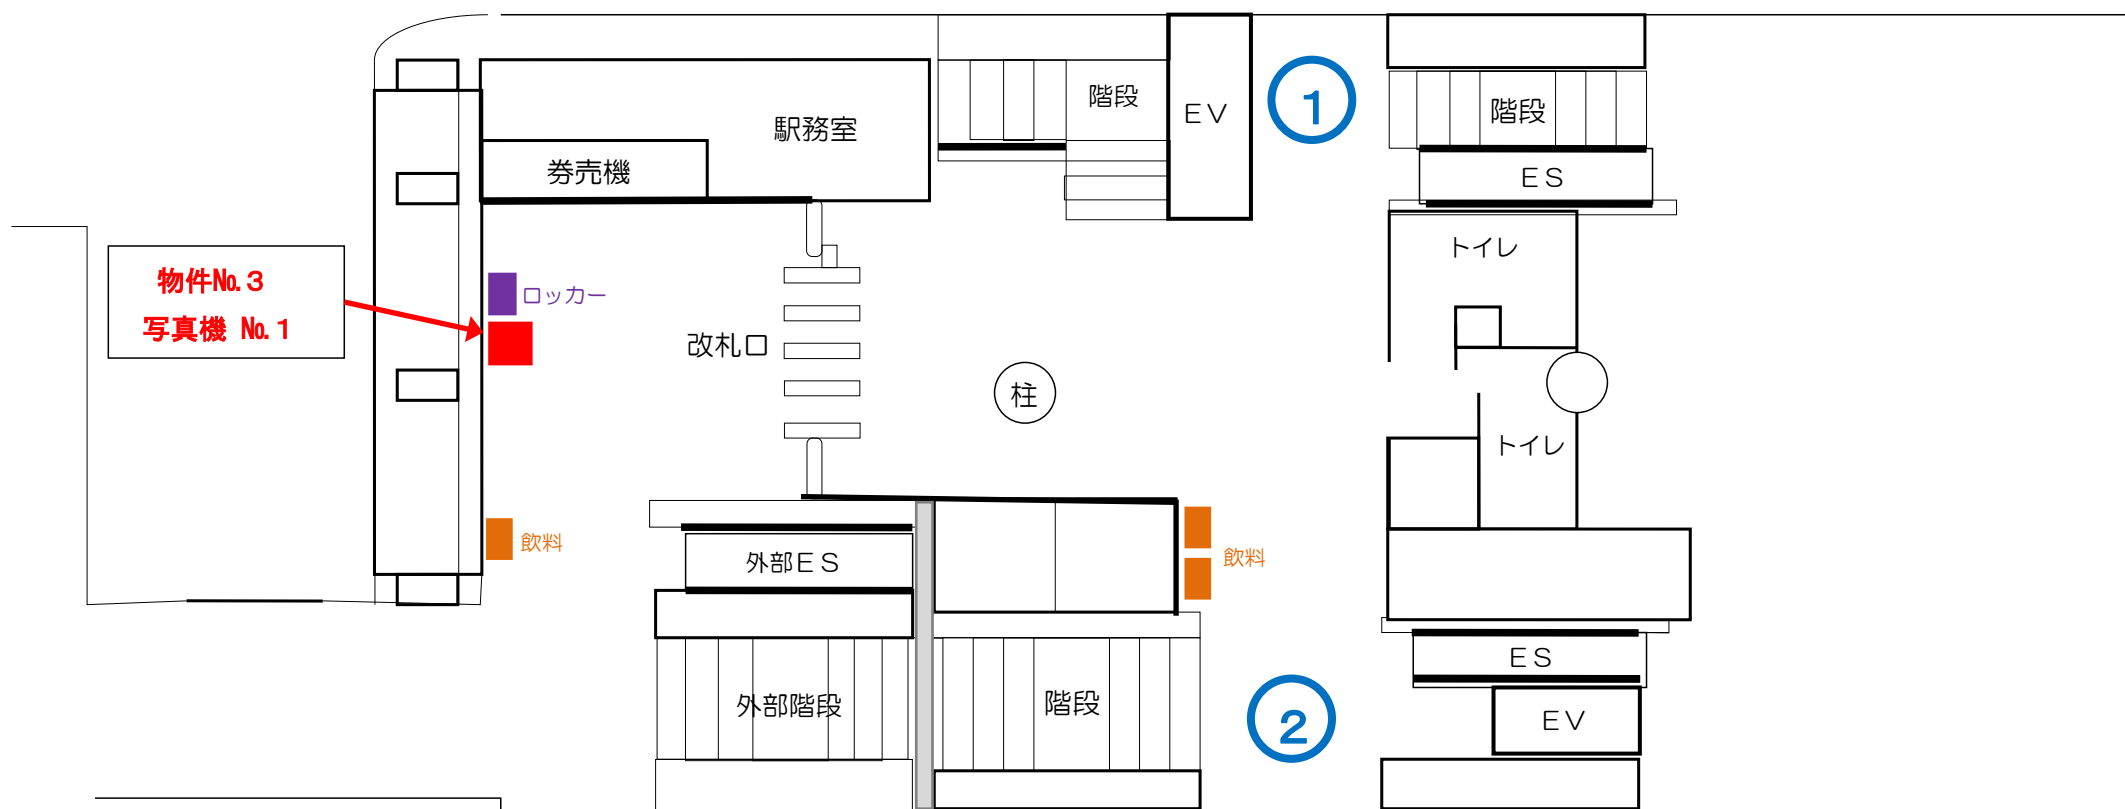 階段
EV
1
階段
駅務室
券売機
ES
トイレ
物件№3
写真機 №1
ロッカー
改札口
柱
トイレ
飲料
外部ES
飲料
ES
外部階段
階段
2
EV